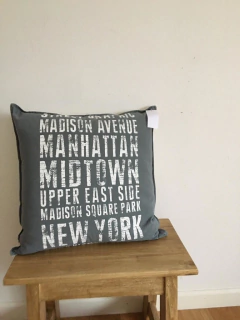 MADISON AVENUE
MANHATTAN
MIDTOWN
UPPER EAST SIDE
MADISON SQUARE PARK
NEW YORK